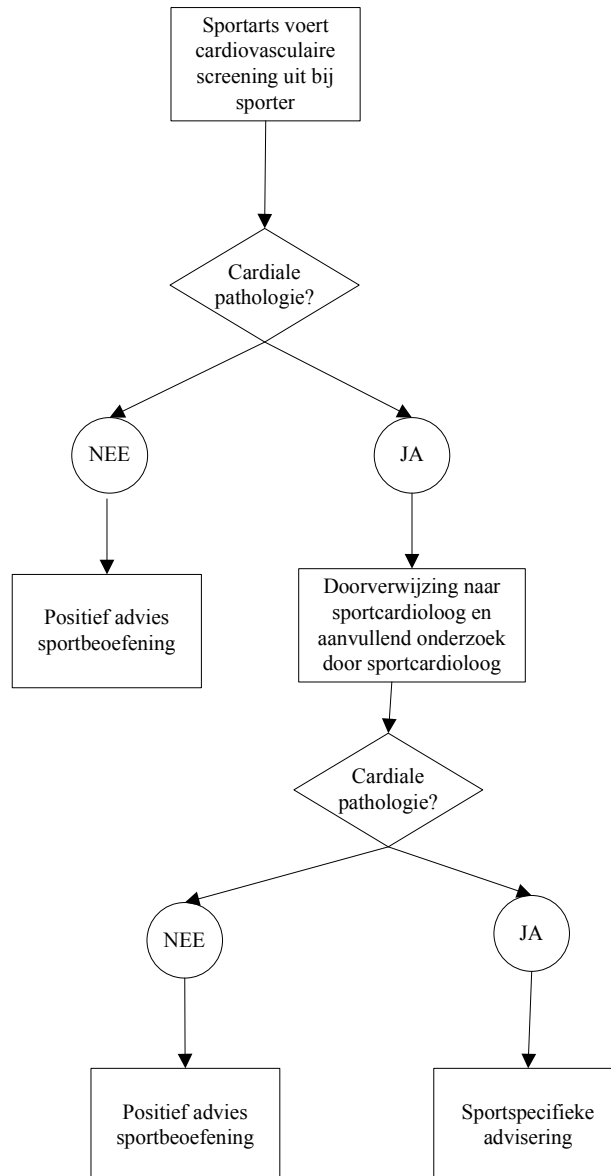 Sportarts voert
cardiovasculaire
screening uit bij
sporter
Cardiale
pathologie?
NEE
JA
Positief advies
sportbeoefening
Doorverwijzing naar
sportcardioloog en
aanvullend onderzoek
door sportcardioloog
Cardiale
pathologie?
NEE
JA
Positief advies
sportbeoefening
Sportspecifieke
advisering